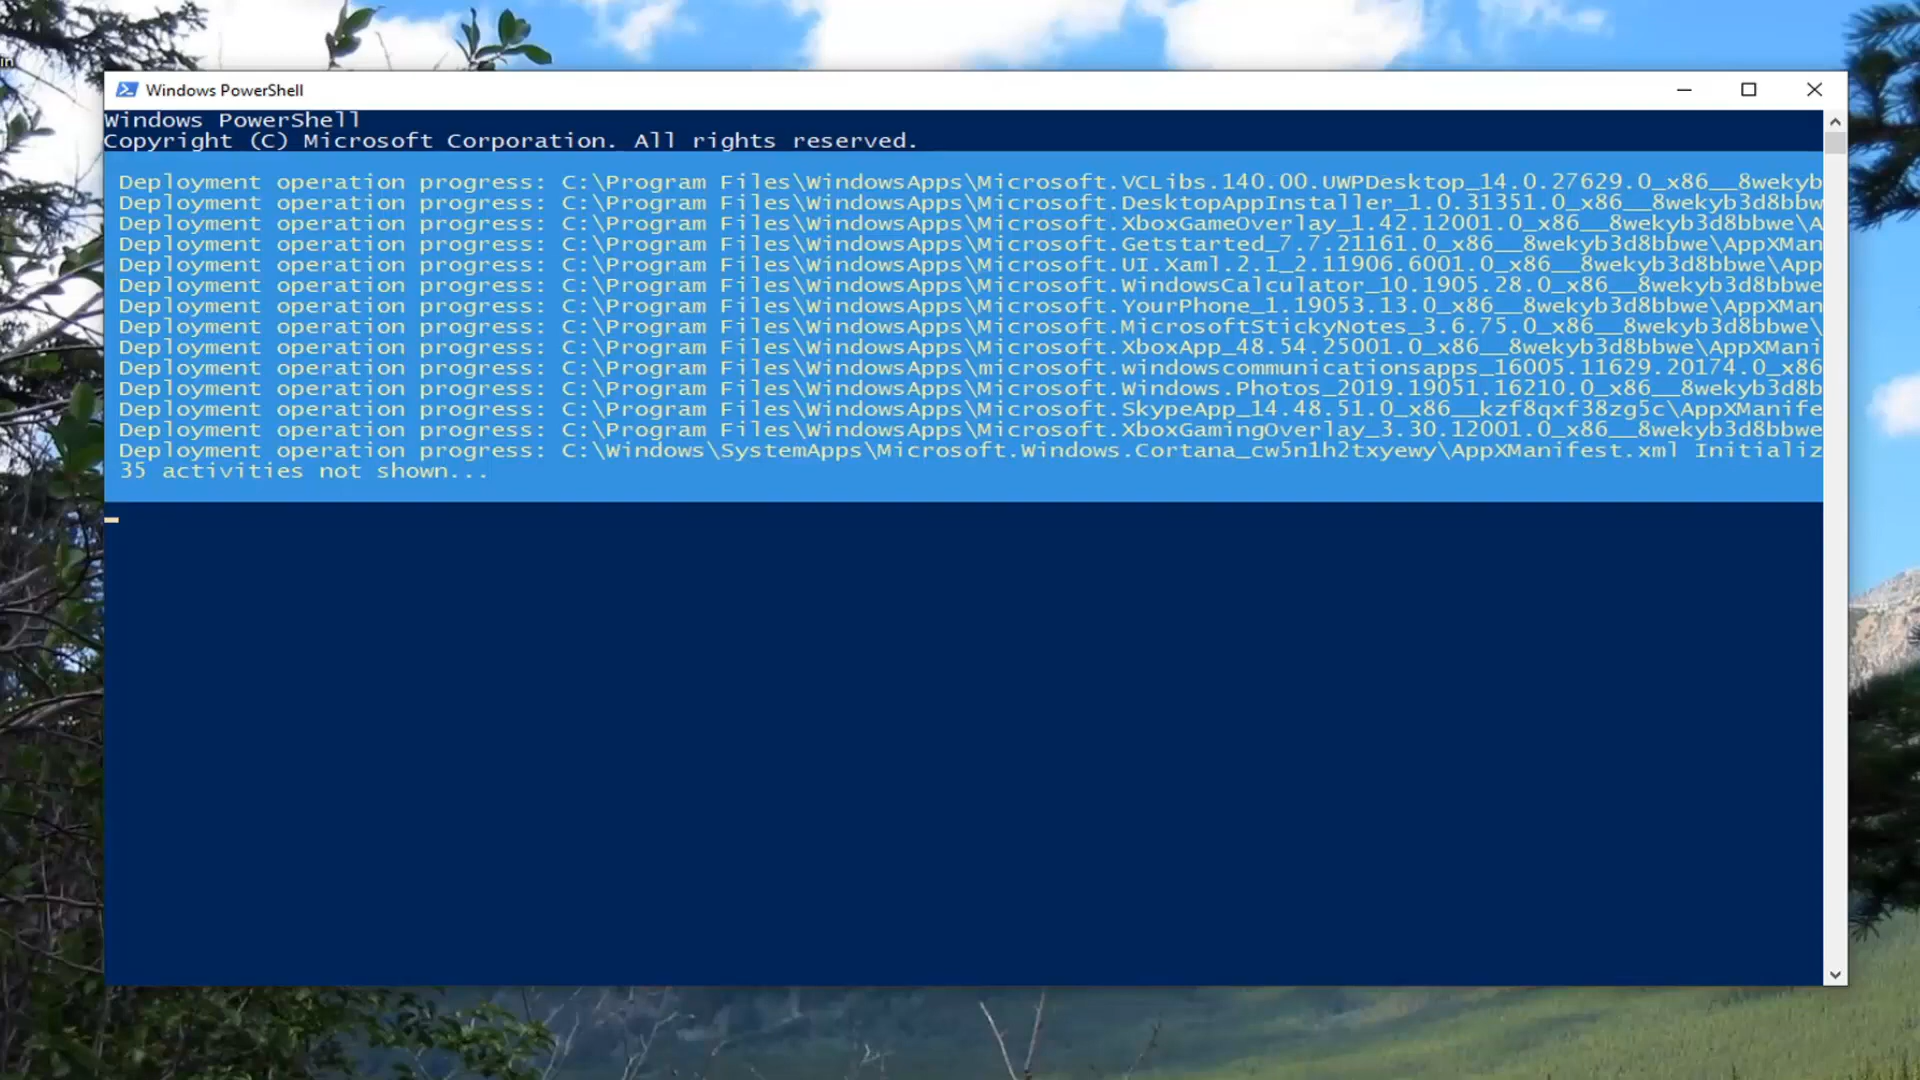 in
Windows PowerShell
Windows PowerShell
Copyright (C) Microsoft Corporation. All rights reserved.
Deployment operation progress: C:\Program Files\WindowsApps\Microsoft.VCLibs.140.00.UWPDesktop_14.0.27629.0_x86__8wekyb
Deployment operation progress: C:\Program Files\WindowsApps\Microsoft.DesktopAppInstaller_1.0.31351.0_x86__8wekyb3d8bbw
Deployment operation progress: C:\Program Files\WindowsApps\Microsoft.XboxGameOverlay_1.42.12001.0_x86__8wekyb3d8bbwe\A
Deployment operation progress: C:\Program Files\WindowsApps\Microsoft.Getstarted_7.7.21161.0_x86__8wekyb3d8bbwe\AppXMan
Deployment operation progress: C:\Program Files\WindowsApps\Microsoft.UI.Xaml.2.1_2.11906.6001.0_x86__8wekyb3d8bbwe\App
Deployment operation progress: C:\Program Files\WindowsApps\Microsoft.WindowsCalculator_10.1905.28.0_x86__8wekyb3d8bbwe
Deployment operation progress: C:\Program Files\WindowsApps\Microsoft.YourPhone_1.19053.13.0_x86__8wekyb3d8bbwe\AppXMan
Deployment operation progress: C:\Program Files\WindowsApps\Microsoft.MicrosoftStickyNotes_3.6.75.0_x86__8wekyb3d8bbwe\
Deployment operation progress: C:\Program Files\WindowsApps\Microsoft.XboxApp_48.54.25001.0_x86__8wekyb3d8bbwe\AppXMani
Deployment operation progress: C:\Program Files\WindowsApps\microsoft.windowscommunicationsapps_16005.11629.20174.0_x86
Deployment operation progress: C:\Program Files\WindowsApps\Microsoft.Windows.Photos_2019.19051.16210.0_x86__8wekyb3d8b
Deployment operation progress: C:\Program Files\WindowsApps\Microsoft.SkypeApp_14.48.51.0_x86__kzf8qxf38zg5c\AppXManife
Deployment operation progress: C:\Program Files\WindowsApps\Microsoft.XboxGamingOverlay_3.30.12001.0_x86__8wekyb3d8bbwe
Deployment operation progress: C:\Windows\SystemApps\Microsoft.Windows.Cortana_cw5n1h2txyewy\AppXManifest.xml Initializ
35 activities not shown...